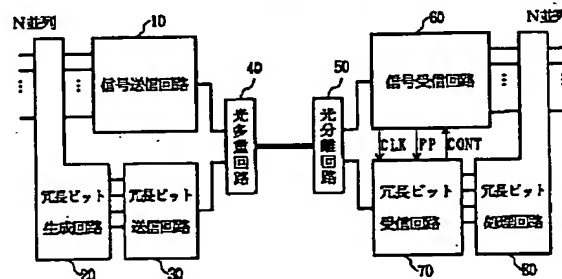 N並列
10
信号送信回路
冗長ビット
生成回路
20
冗長ビット
送信回路
30
40
光多重回路
50
光分離回路
60
N並列
信号受信回路
CLK
PP
CONT
冗長ビット
受信回路
70
冗長ビット
処理回路
80